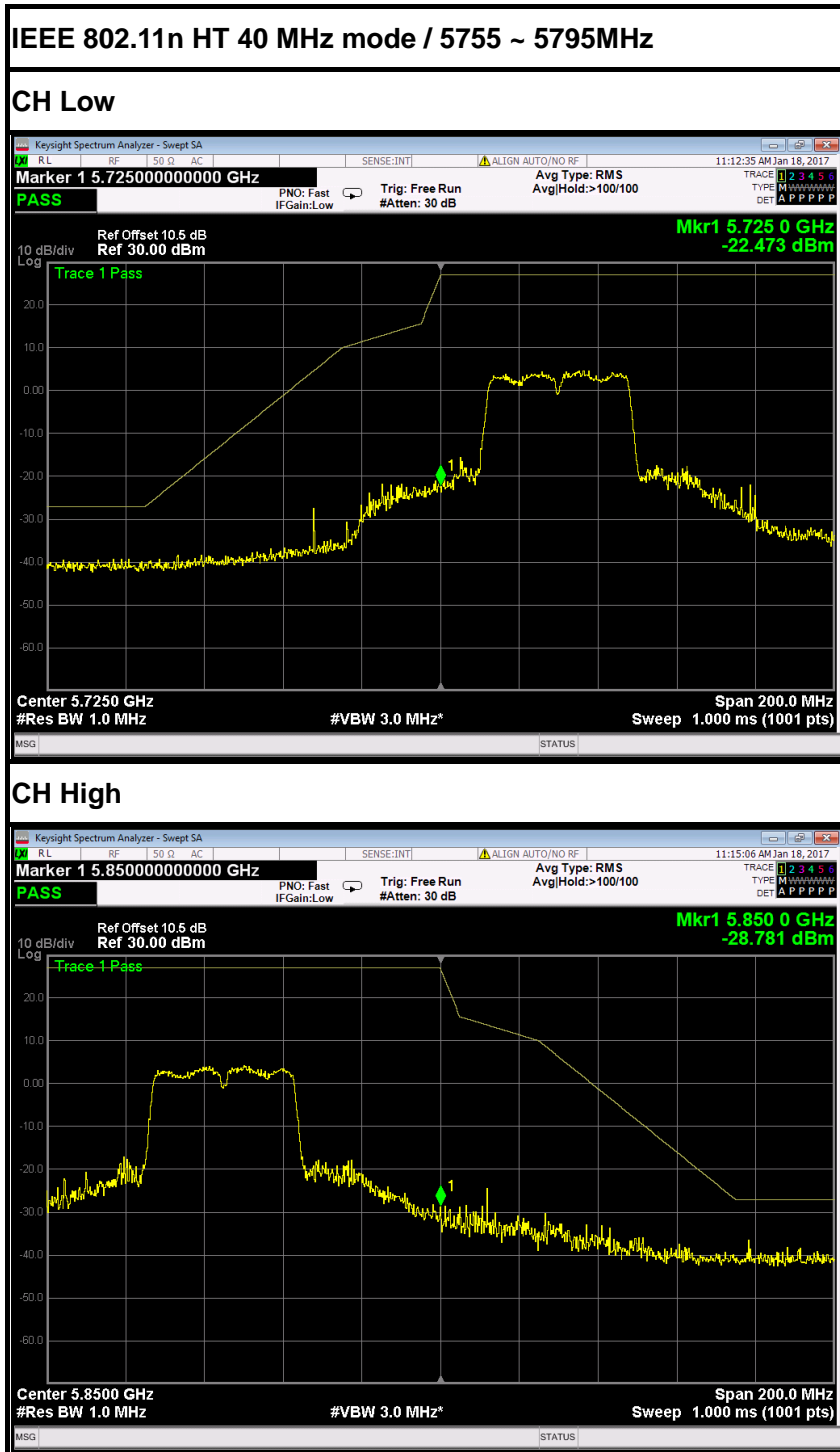 IEEE 802.11n HT 40 MHz mode / 5755 ~ 5795MHz
CH Low
Keysight Spectrum Analyzer - Swept SA
LXI RL RF 50 Ω AC SENSE:INT ALIGN AUTO/NO RF 11:12:35 AM Jan 18, 2017
Marker 1 5.725000000000 GHz Avg Type: RMS TRACE 1 2 3 4 5 6
PASS PNO: Fast Trig: Free Run Avg|Hold:>100/100 TYPE M W W W W W
IFGain:Low #Atten: 30 dB DET A P P P P P
Mkr1 5.725 0 GHz
Ref Offset 10.5 dB
10 dB/div Ref 30.00 dBm -22.473 dBm
Log
Trace 1 Pass
20.0
10.0
0.00
-10.0
1
-20.0
-30.0
-40.0
-50.0
-60.0
Center 5.7250 GHz Span 200.0 MHz
#Res BW 1.0 MHz #VBW 3.0 MHz* Sweep 1.000 ms (1001 pts)
MSG STATUS
CH High
Keysight Spectrum Analyzer - Swept SA
LXI RL RF 50 Ω AC SENSE:INT ALIGN AUTO/NO RF 11:15:06 AM Jan 18, 2017
Marker 1 5.850000000000 GHz Avg Type: RMS TRACE 1 2 3 4 5 6
PASS PNO: Fast Trig: Free Run Avg|Hold:>100/100 TYPE M W W W W W
IFGain:Low #Atten: 30 dB DET A P P P P P
Mkr1 5.850 0 GHz
Ref Offset 10.5 dB
10 dB/div Ref 30.00 dBm -28.781 dBm
Log
Trace 1 Pass
20.0
10.0
0.00
-10.0
-20.0
1
-30.0
-40.0
-50.0
-60.0
Center 5.8500 GHz Span 200.0 MHz
#Res BW 1.0 MHz #VBW 3.0 MHz* Sweep 1.000 ms (1001 pts)
MSG STATUS